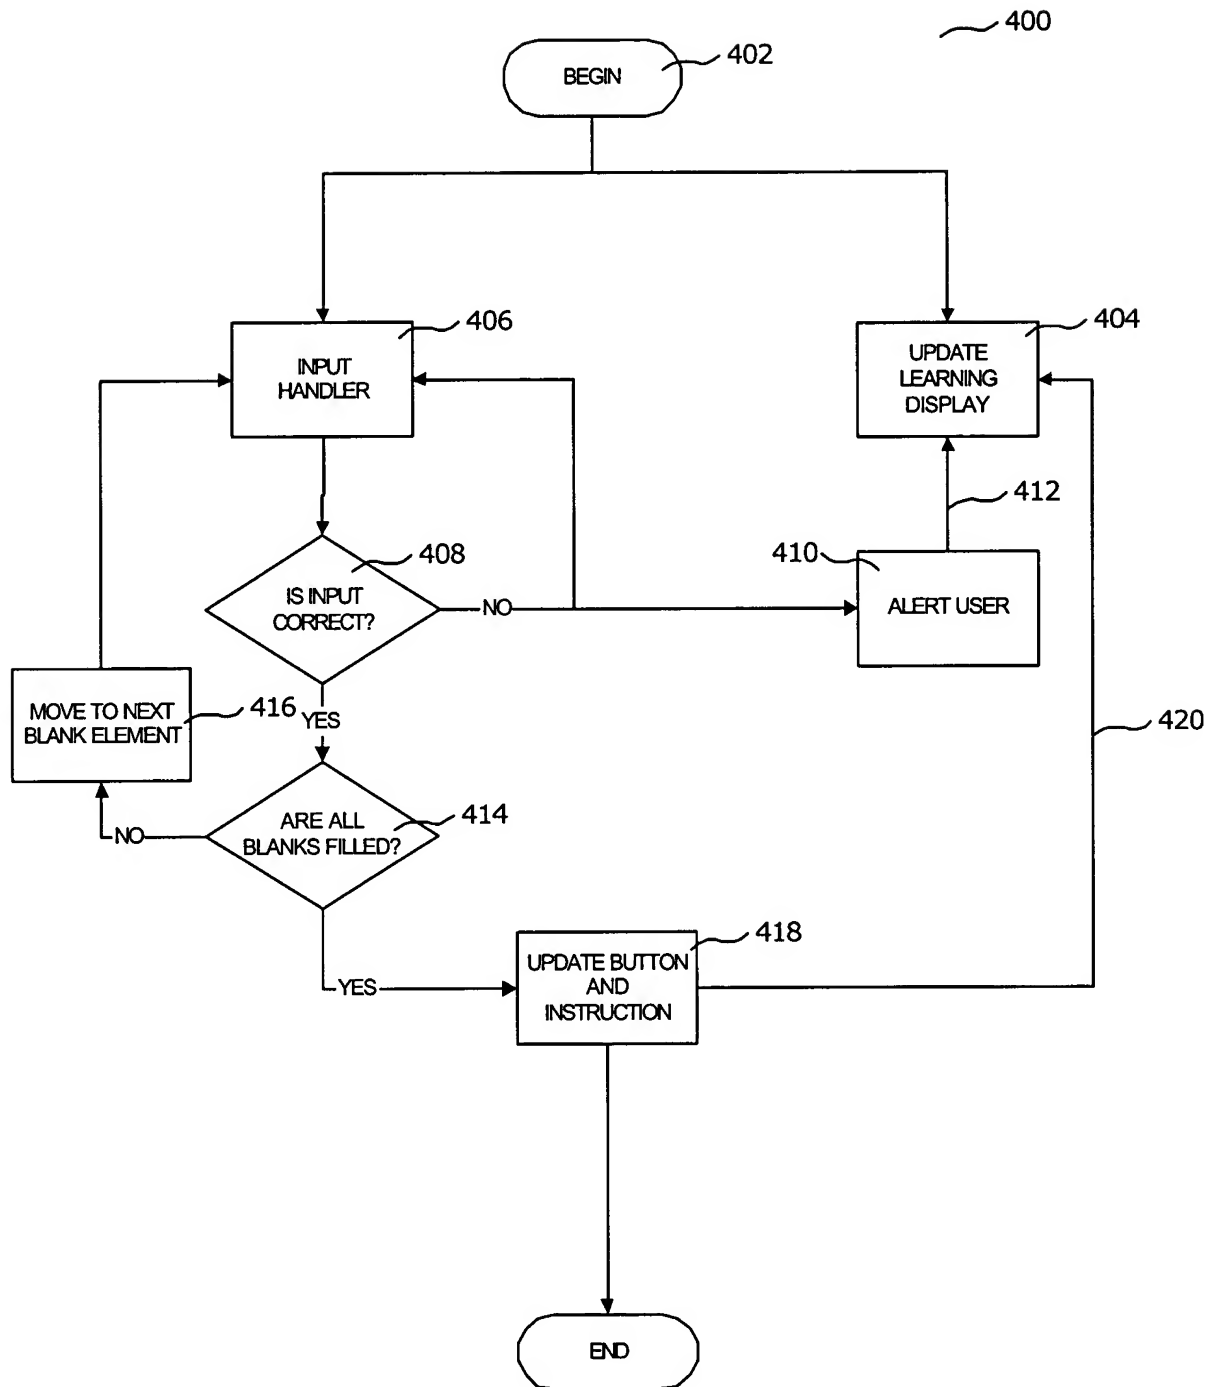 400
BEGIN
402
INPUT
HANDLER
406
UPDATE
LEARNING
DISPLAY
404
412
IS INPUT
CORRECT?
408
NO
410
ALERT USER
MOVE TO NEXT
BLANK ELEMENT
416
YES
420
ARE ALL
BLANKS FILLED?
414
NO
YES
UPDATE BUTTON
AND
INSTRUCTION
418
END